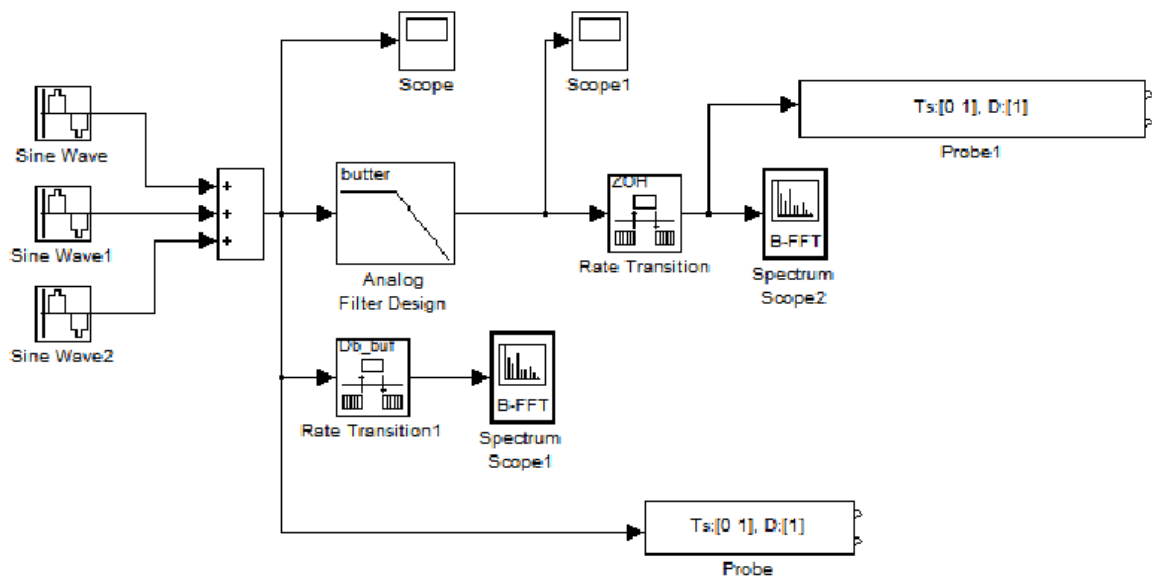 Scope
Scope1
Ts:[0 1], D:[1]
Probe1
Sine Wave
butter
ZOH
+
Sine Wave1
+
B-FFT
+
Rate Transition
Analog
Filter Design
Spectrum
Scope2
Sine Wave2
Db_buf
B-FFT
Rate Transition1
Spectrum
Scope1
Ts:[0 1], D:[1]
Probe